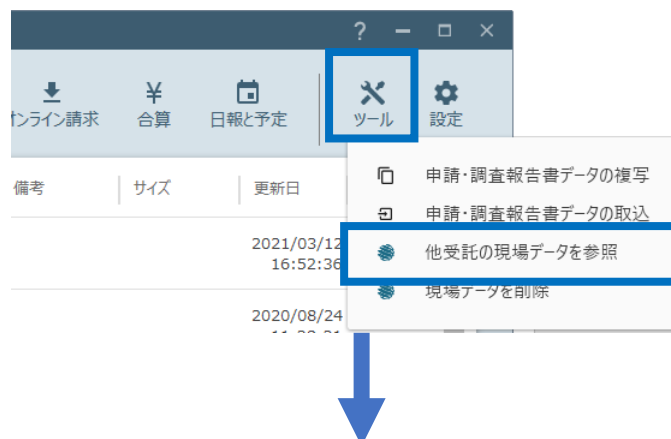 ?
オンライン請求 合算 日報と予定 ツール 設定
備考 サイズ 更新日
申請・調査報告書データの複写
申請・調査報告書データの取込
2021/03/12
他受託の現場データを参照
16:52:36
現場データを削除
2020/08/24